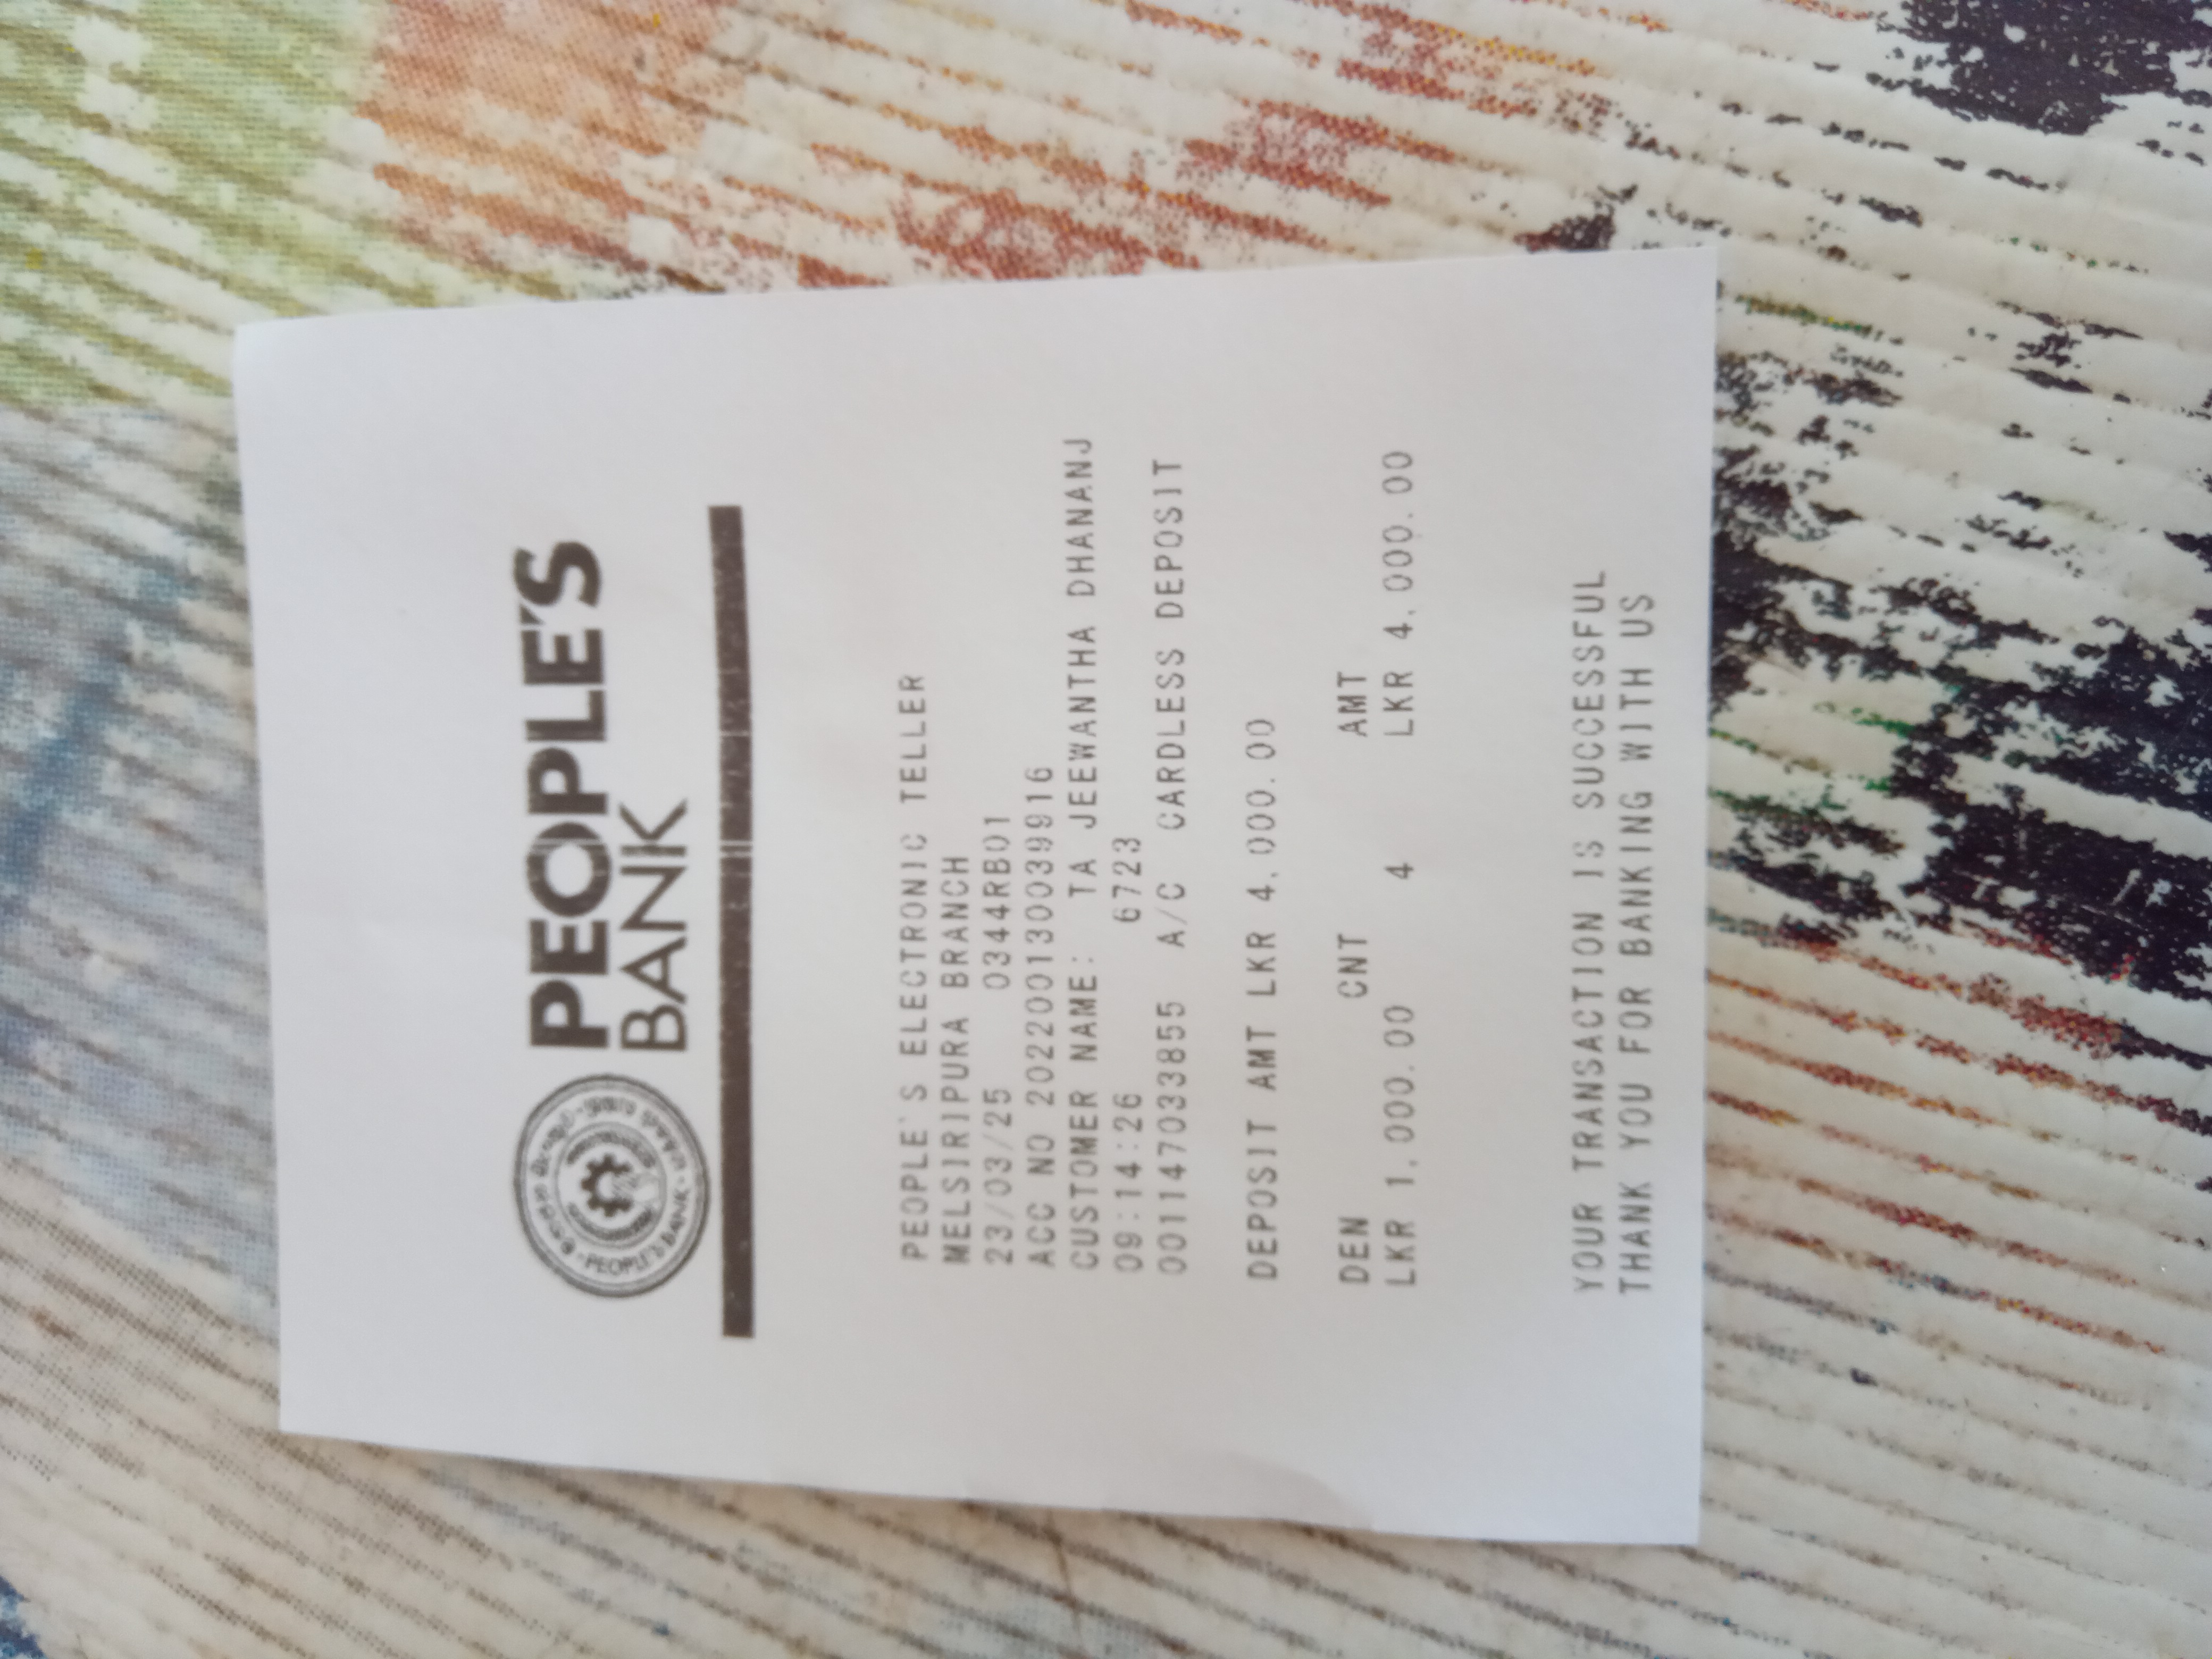 PEOPLE'S
BANK
PEOPLE'S BANK
PEOPLE'S ELECTRONIC TELLER
MELSIRIPURA BRANCH
23/03/25 0344RB01
ACC NO 202200130039916
CUSTOMER NAME: TA JEEWANTHA DHANANJ
09:14:26 6723
001147033855 A/C CARDLESS DEPOSIT
DEPOSIT AMT LKR 4,000.00
DEN CNT AMT
LKR 1,000.00 4 LKR 4,000.00
YOUR TRANSACTION IS SUCCESSFUL
THANK YOU FOR BANKING WITH US